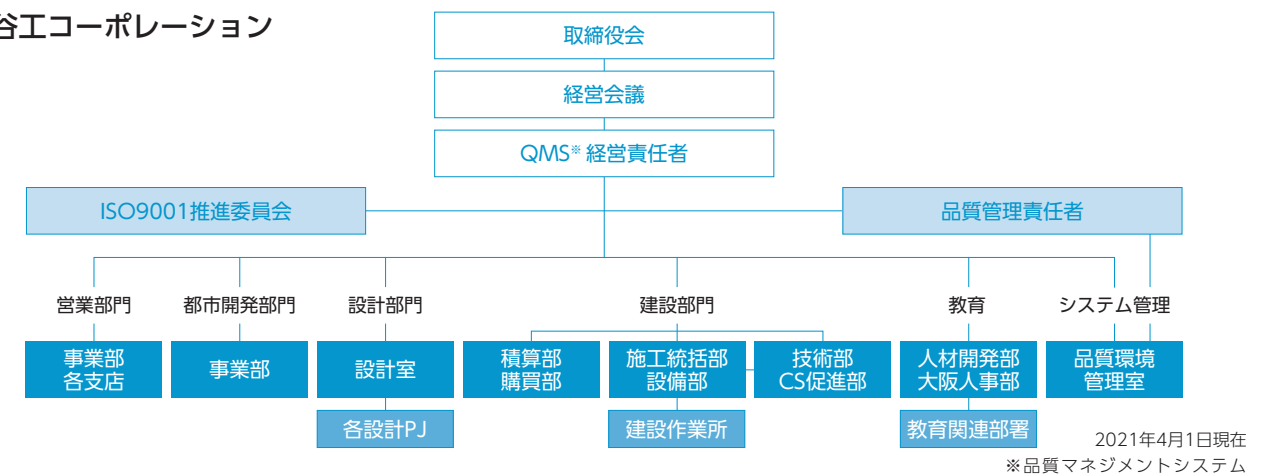 谷工コーポレーション
取締役会
経営会議
QMS※ 経営責任者
ISO9001推進委員会
品質管理責任者
営業部門
都市開発部門
設計部門
建設部門
教育
システム管理
事業部
各支店
事業部
設計室
積算部
購買部
施工統括部
設備部
技術部
CS促進部
人材開発部
大阪人事部
品質環境
管理室
各設計PJ
建設作業所
教育関連部署
2021年4月1日現在
※品質マネジメントシステム